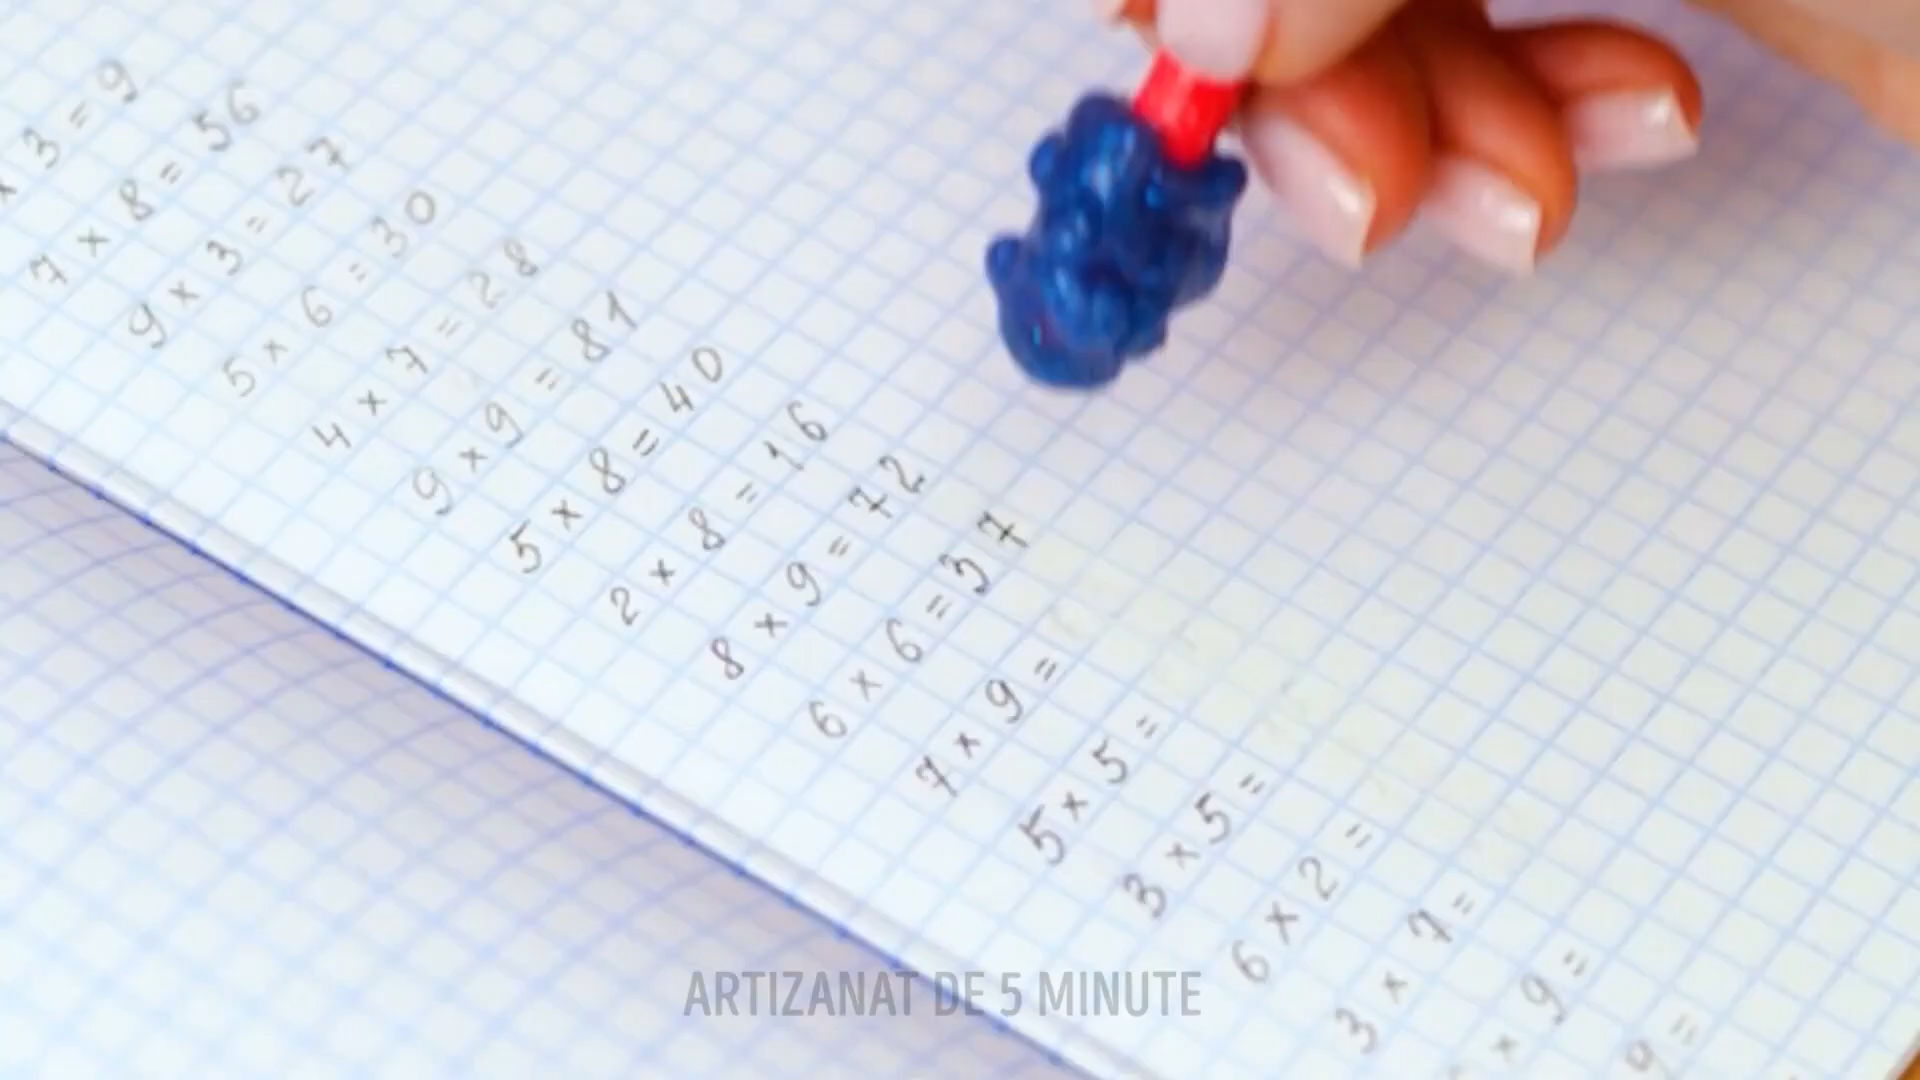 x 3 = 9
7 x 8 = 56
9 x 3 = 27
5 x 6 = 30
4 x 7 = 28
9 x 9 = 81
5 x 8 = 40
2 x 8 = 16
8 x 9 = 72
6 x 6 = 37
7 x 9 =
5 x 5 =
3 x 5 =
6 x 2 =
3 x 7 =
x 9 =
9 =
ARTIZANAT DE 5 MINUTE